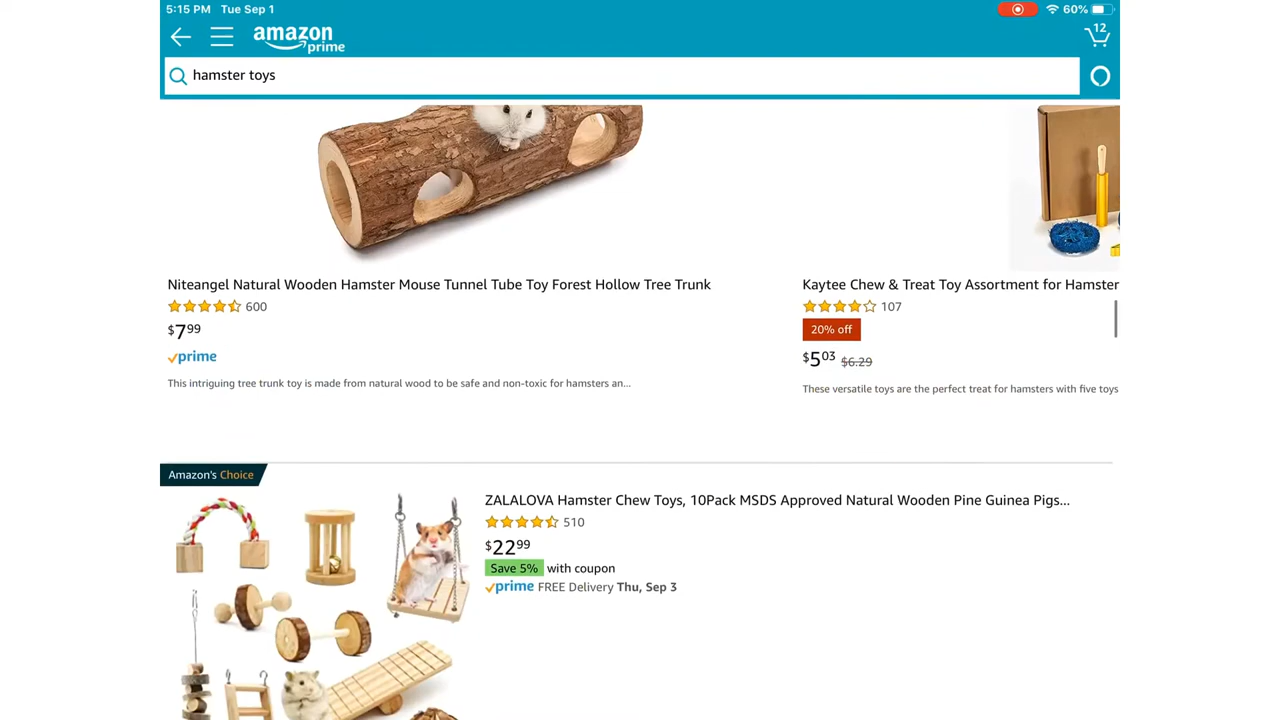 5:15 PM Tue Sep 1
60%
amazon
prime
12
hamster toys
Niteangel Natural Wooden Hamster Mouse Tunnel Tube Toy Forest Hollow Tree Trunk
600
$7.99
prime
This intriguing tree trunk toy is made from natural wood to be safe and non-toxic for hamsters an...
Kaytee Chew & Treat Toy Assortment for Hamster
107
20% off
$5.03 $6.29
These versatile toys are the perfect treat for hamsters with five toys
Amazon's Choice
ZALALOVA Hamster Chew Toys, 10Pack MSDS Approved Natural Wooden Pine Guinea Pigs...
510
$22.99
Save 5% with coupon
prime FREE Delivery Thu, Sep 3